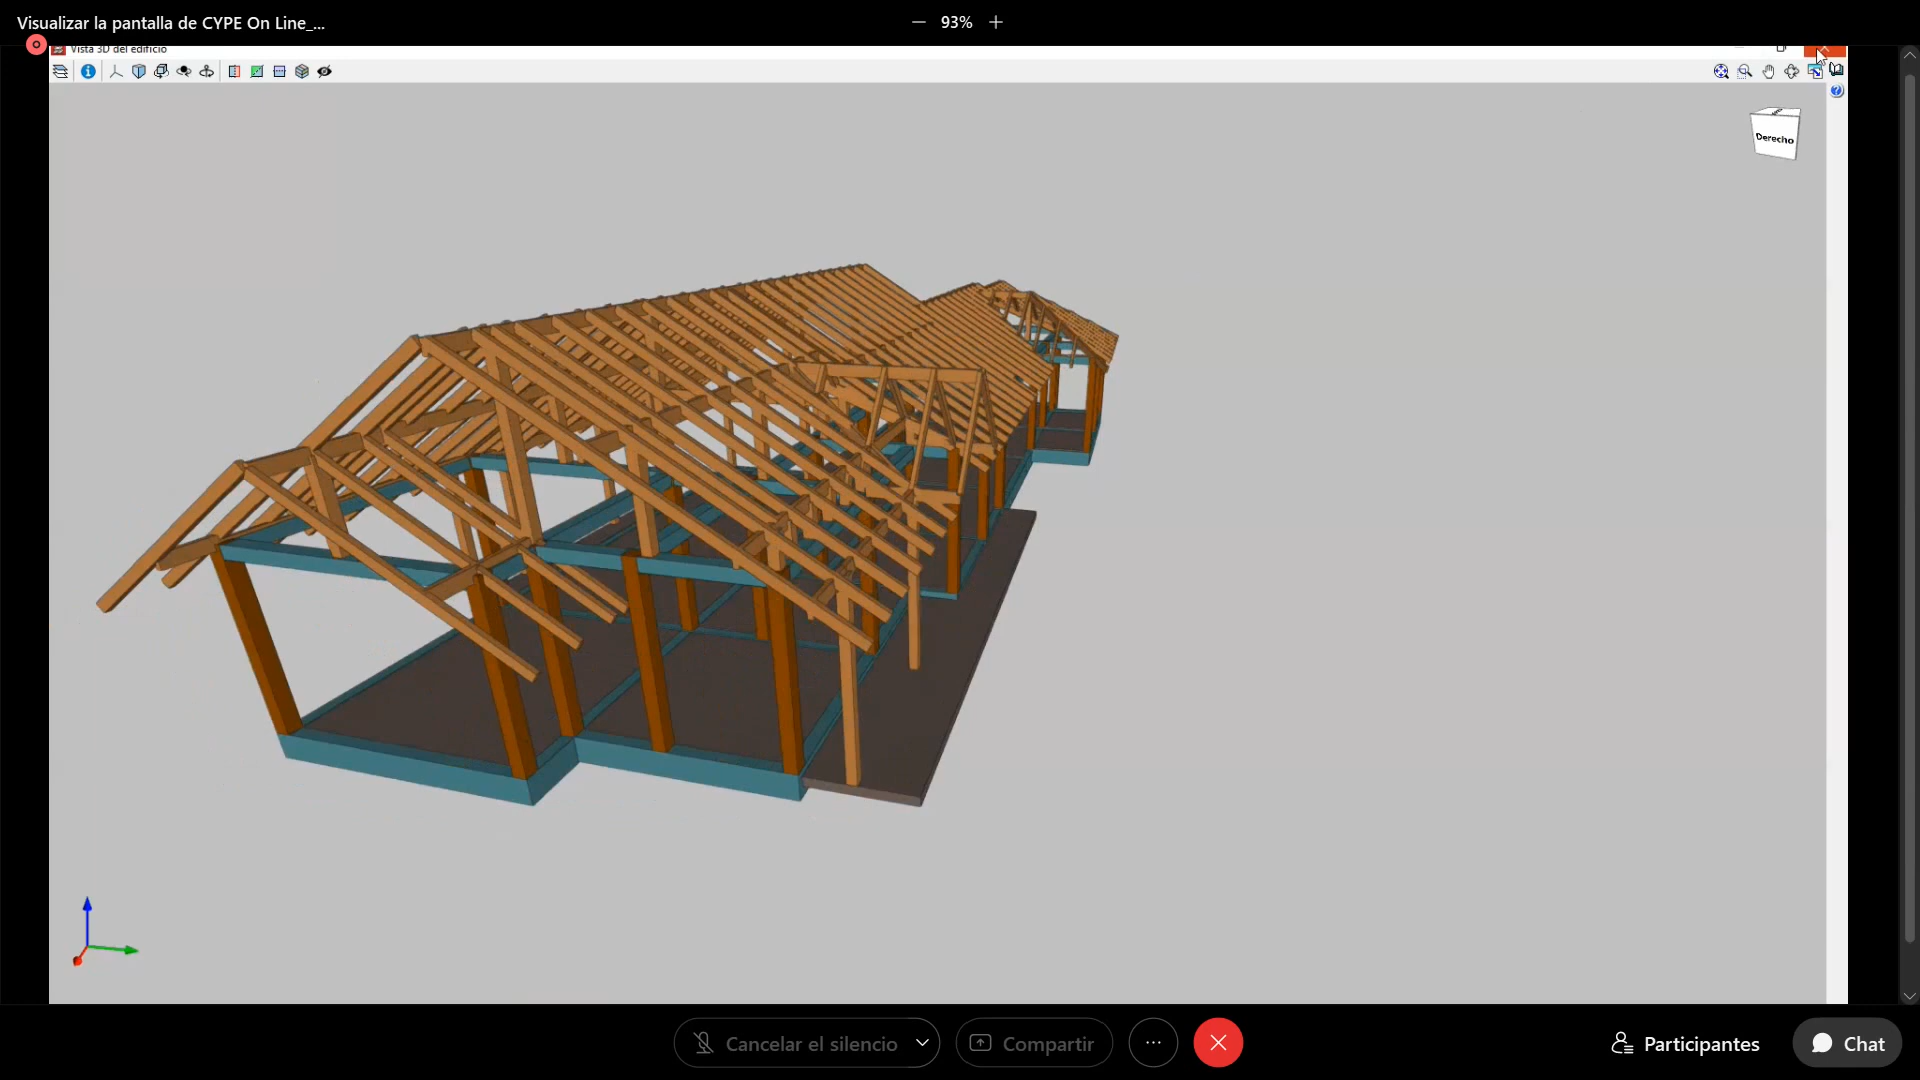 Visualizar la pantalla de CYPE On Line_...
93%
Vista 3D del edificio
Derecho
Cancelar el silencio
Compartir
Participantes
Chat